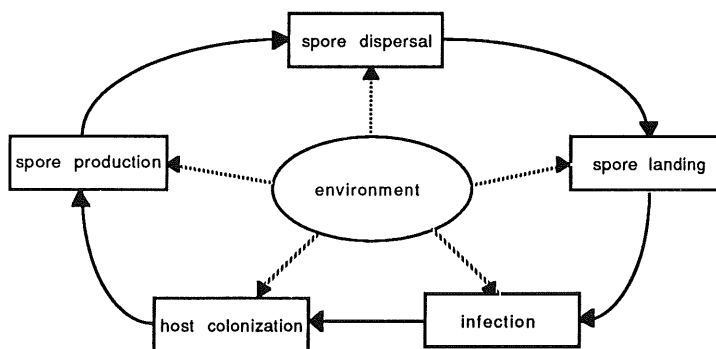 spore dispersal
spore production
spore landing
environment
host colonization
infection